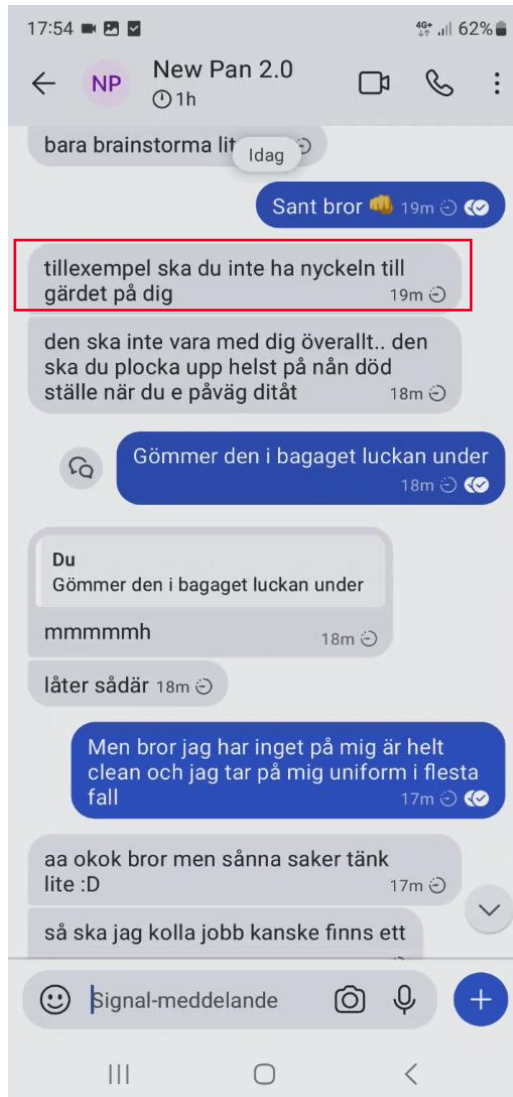 17:54 4G+ 62%
NP New Pan 2.0
1h
bara brainstorma lit
Idag
Sant bror 👊 19m
tillexempel ska du inte ha nyckeln till
gärdet på dig 19m
den ska inte vara med dig överallt.. den
ska du plocka upp helst på nån död
ställe när du e påväg ditåt 18m
Gömmer den i bagaget luckan under
18m
Du
Gömmer den i bagaget luckan under
mmmmmh 18m
låter sådär 18m
Men bror jag har inget på mig är helt
clean och jag tar på mig uniform i flesta
fall 17m
aa okok bror men sånna saker tänk
lite :D 17m
så ska jag kolla jobb kanske finns ett
Signal-meddelande